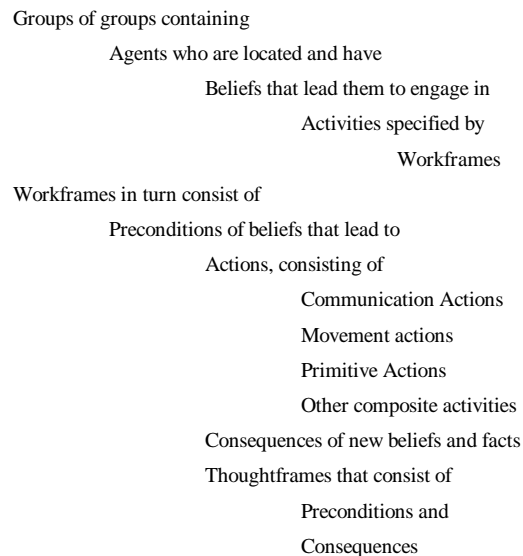 Groups of groups containing
Agents who are located and have
Beliefs that lead them to engage in
Activities specified by
Workframes
Workframes in turn consist of
Preconditions of beliefs that lead to
Actions, consisting of
Communication Actions
Movement actions
Primitive Actions
Other composite activities
Consequences of new beliefs and facts
Thoughtframes that consist of
Preconditions and
Consequences